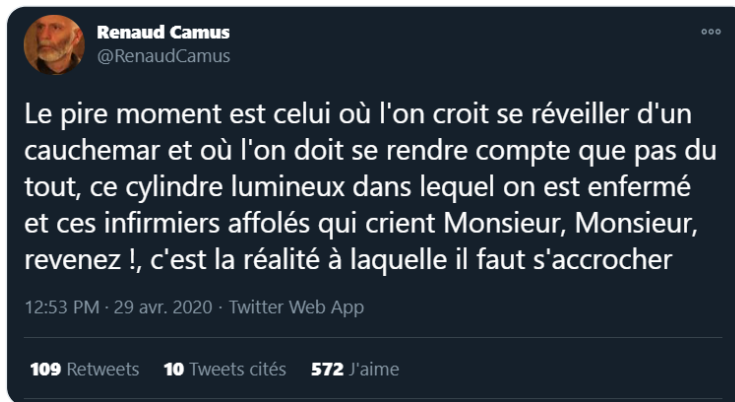 Renaud Camus
@RenaudCamus
Le pire moment est celui où l'on croit se réveiller d'un
cauchemar et où l'on doit se rendre compte que pas du
tout, ce cylindre lumineux dans lequel on est enfermé
et ces infirmiers affolés qui crient Monsieur, Monsieur,
revenez !, c'est la réalité à laquelle il faut s'accrocher
12:53 PM · 29 avr. 2020 · Twitter Web App
109 Retweets 10 Tweets cités 572 J'aime